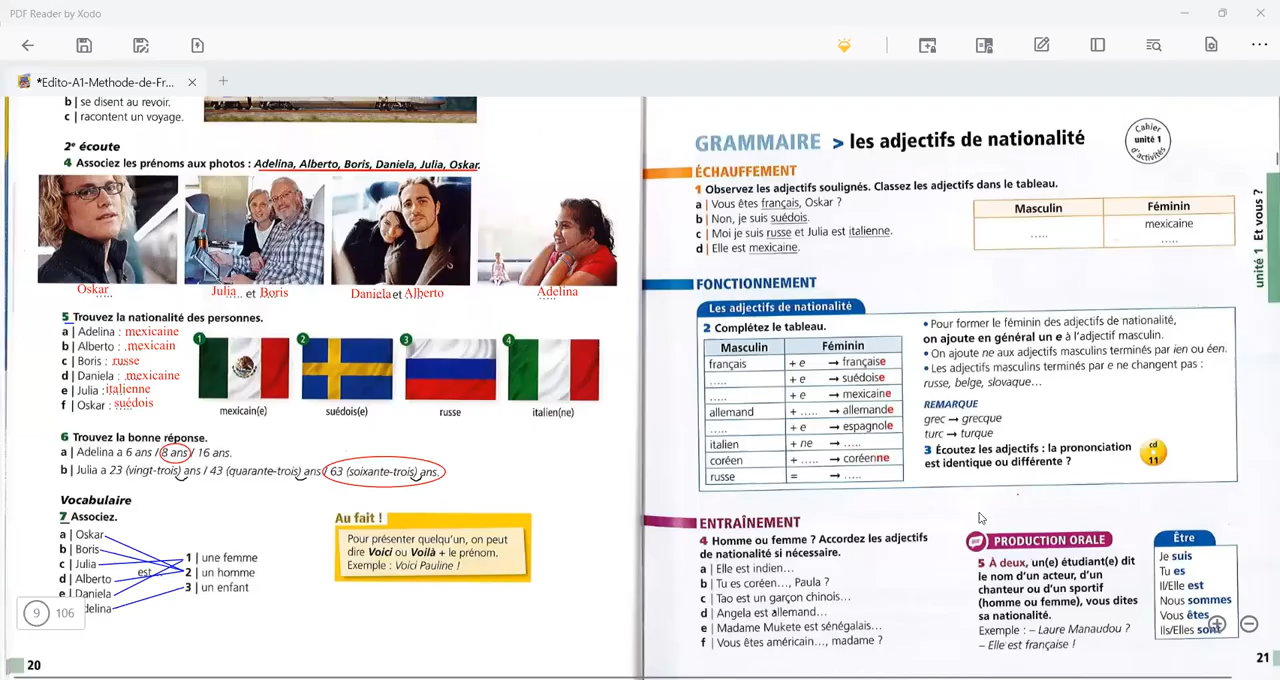 PDF Reader by Xodo
*Edito-A1-Methode-de-Fr...
b | se disent au revoir.
c | racontent un voyage.
2e écoute
4 Associez les prénoms aux photos : Adelina, Alberto, Boris, Daniela, Julia, Oskar.
Oskar
Julia ..... et Boris
Daniela et Alberto
Adelina
.....
5 Trouvez la nationalité des personnes.
a | Adelina : mexicaine
b | Alberto : mexicain
c | Boris : russe
d | Daniela : mexicaine
e | Julia : italienne
f | Oskar : suédois
1
2
3
4
mexicain(e)
suédois(e)
russe
italien(ne)
6 Trouvez la bonne réponse.
a | Adelina a 6 ans / 8 ans / 16 ans.
b | Julia a 23 (vingt-trois) ans / 43 (quarante-trois) ans / 63 (soixante-trois) ans.
Vocabulaire
7 Associez.
a | Oskar
b | Boris
c | Julia
d | Alberto
e | Daniela
delina
est
1 | une femme
2 | un homme
3 | un enfant
9 106
Au fait !
Pour présenter quelqu'un, on peut
dire Voici ou Voilà + le prénom.
Exemple : Voici Pauline !
20
GRAMMAIRE > les adjectifs de nationalité
Cahier
unité 1
d'activités
ÉCHAUFFEMENT
1 Observez les adjectifs soulignés. Classez les adjectifs dans le tableau.
a | Vous êtes français, Oskar ?
b | Non, je suis suédois.
c | Moi je suis russe et Julia est italienne.
d | Elle est mexicaine.
Masculin Féminin
..... mexicaine
.....
unité 1 Et vous ?
FONCTIONNEMENT
Les adjectifs de nationalité
2 Complétez le tableau.
Masculin Féminin
français + e → française
..... + e → suédoise
..... + e → mexicaine
allemand + ..... → allemande
..... + e → espagnole
italien + ne → .....
coréen + ..... → coréenne
russe = → .....
• Pour former le féminin des adjectifs de nationalité,
on ajoute en général un e à l'adjectif masculin.
• On ajoute ne aux adjectifs masculins terminés par ien ou éen.
• Les adjectifs masculins terminés par e ne changent pas :
russe, belge, slovaque...
REMARQUE
grec → grecque
turc → turque
3 Écoutez les adjectifs : la prononciation
est identique ou différente ?
cd
11
ENTRAÎNEMENT
4 Homme ou femme ? Accordez les adjectifs
de nationalité si nécessaire.
a | Elle est indien...
b | Tu es coréen..., Paula ?
c | Tao est un garçon chinois...
d | Angela est allemand...
e | Madame Mukete est sénégalais...
f | Vous êtes américain..., madame ?
PRODUCTION ORALE
5 À deux, un(e) étudiant(e) dit
le nom d'un acteur, d'un
chanteur ou d'un sportif
(homme ou femme), vous dites
sa nationalité.
Exemple : – Laure Manaudou ?
– Elle est française !
Être
Je suis
Tu es
Il/Elle est
Nous sommes
Vous êtes
Ils/Elles sont
21